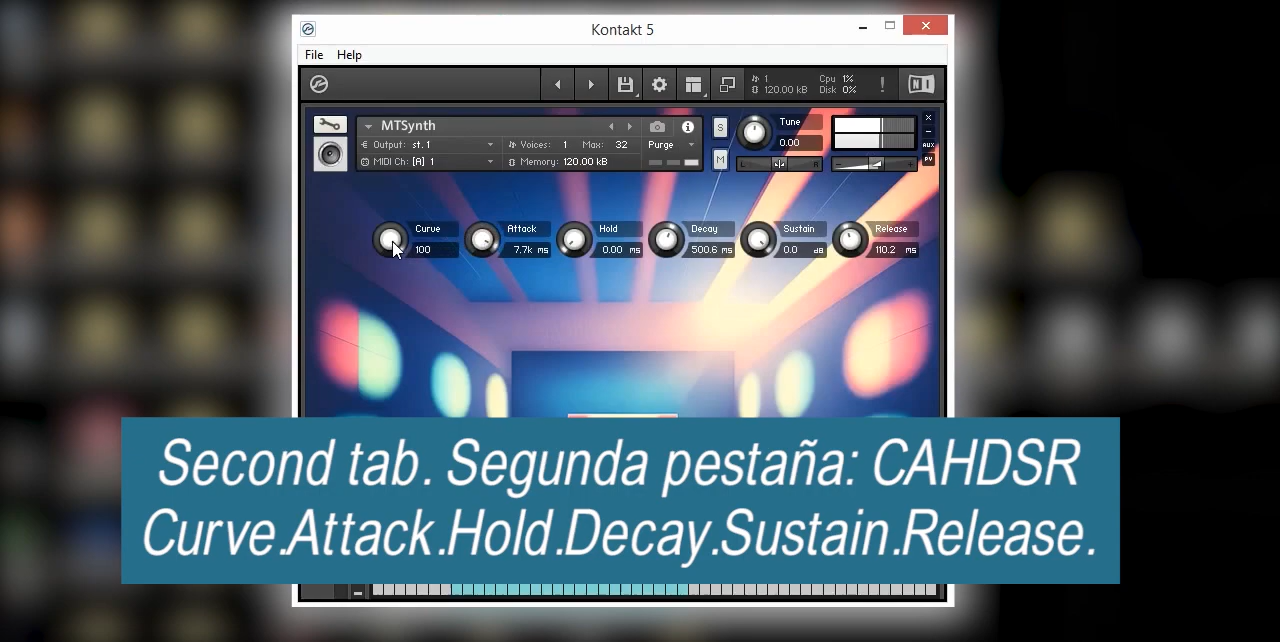 Kontakt 5
File Help
1 Cpu 1%
120.00 kB Disk 0% ! NI
MTSynth
Output: st.1 Voices: 1 Max: 32 Purge
MIDI Ch: [A] 1 Memory: 120.00 kB
S
M
Tune
0.00
L R
- +
AUX
PV
Curve Attack Hold Decay Sustain Release
100 7.7k ms 0.00 ms 500.6 ms 0.0 dB 110.2 ms
Second tab. Segunda pestaña: CAHDSR
Curve.Attack.Hold.Decay.Sustain.Release.